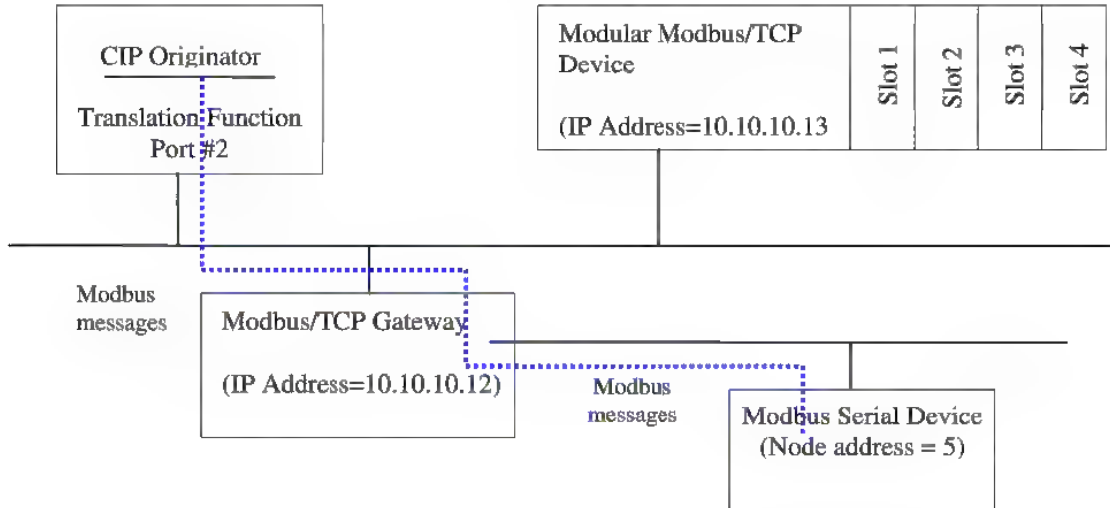 CIP Originator
Translation Function
Port #2
Modular Modbus/TCP
Device
(IP Address=10.10.10.13
Slot 1
Slot 2
Slot 3
Slot 4
Modbus
messages
Modbus/TCP Gateway
(IP Address=10.10.10.12)
Modbus
messages
Modbus Serial Device
(Node address = 5)